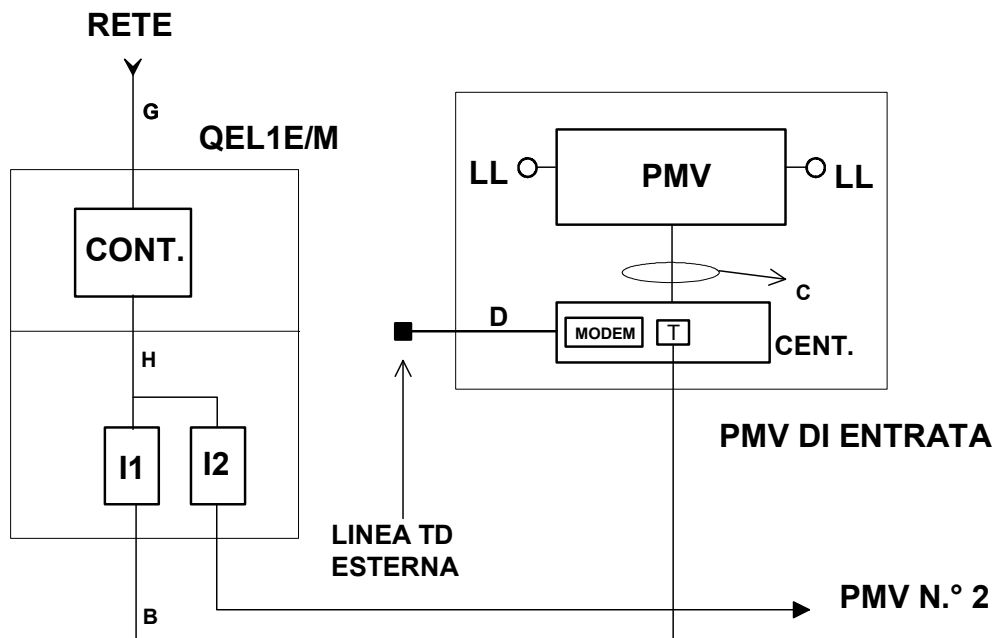 RETE
G
QEL1E/M
CONT.
H
I1
I2
B
LL
PMV
LL
C
D
MODEM
T
CENT.
PMV DI ENTRATA
LINEA TD
ESTERNA
PMV N.° 2